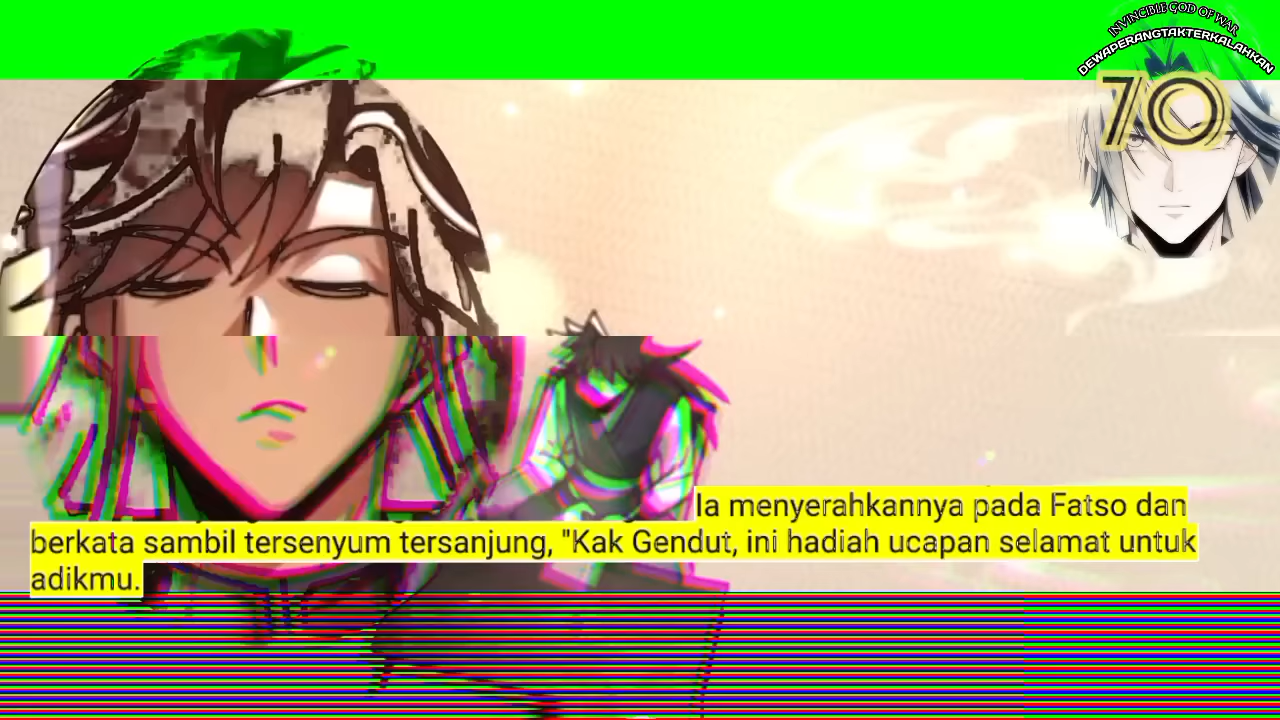 INVINCIBLE GOD OF WAR
DEWAPERANGTAKTERKALAHKAN
70
Ia menyerahkannya pada Fatso dan
berkata sambil tersenyum tersanjung, "Kak Gendut, ini hadiah ucapan selamat untuk
adikmu.